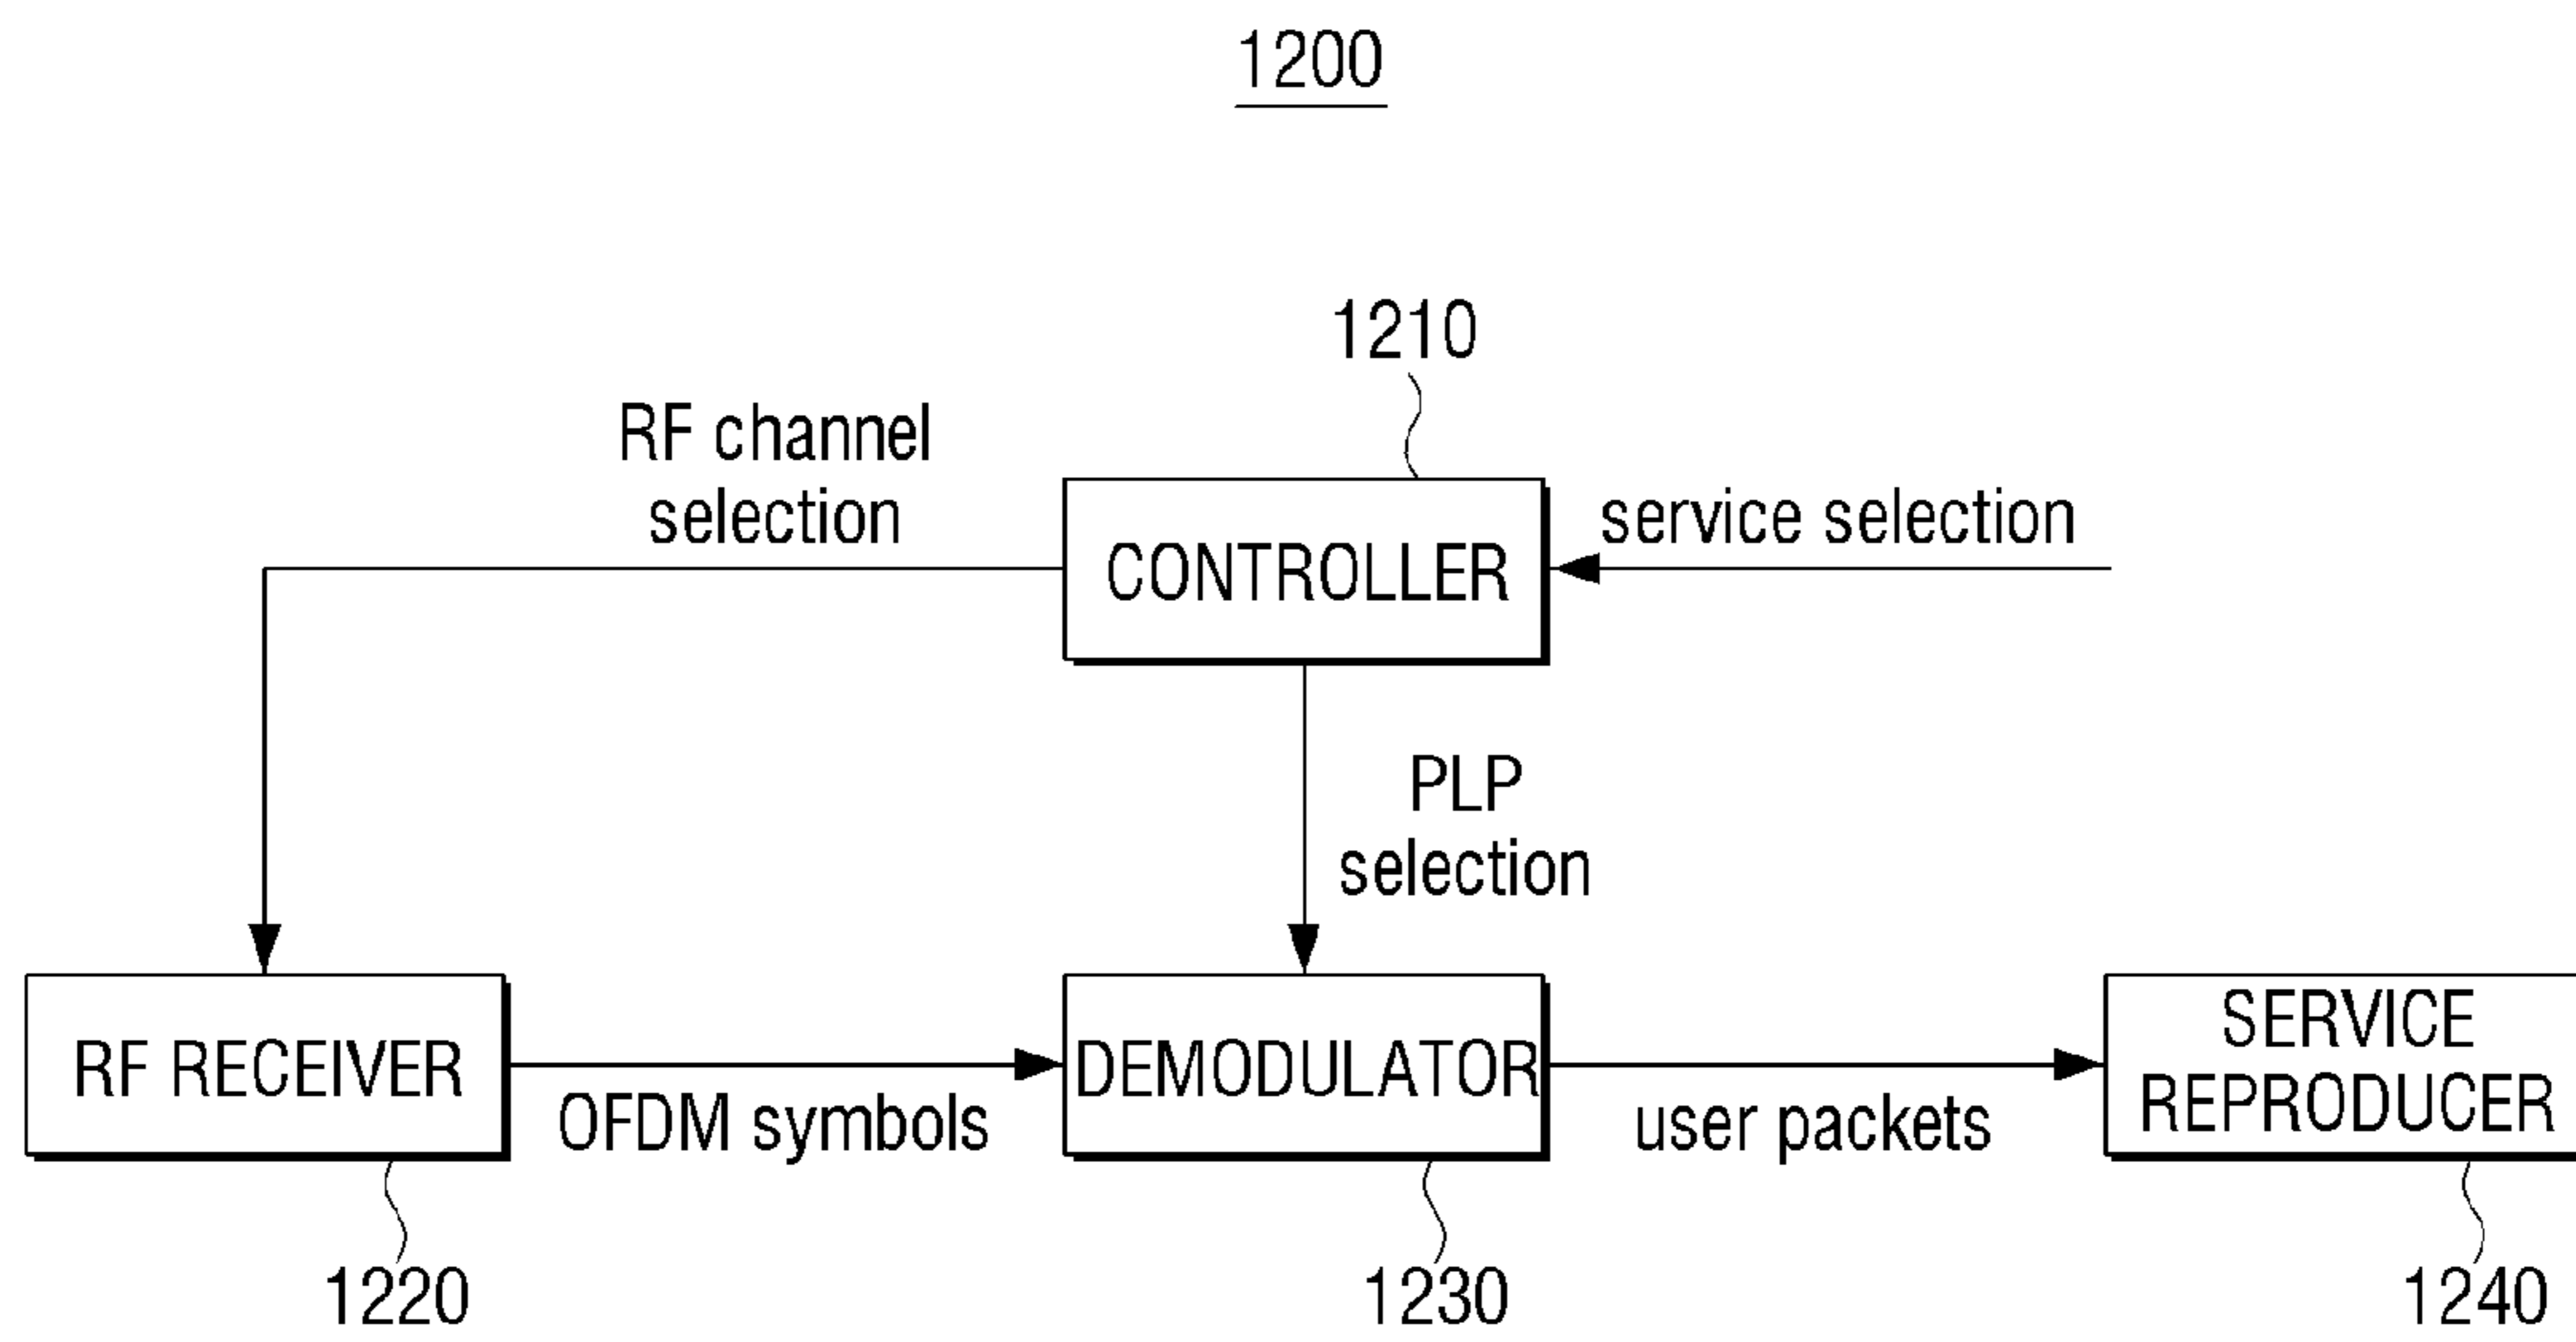 1200
1210
RF channel
selection
CONTROLLER
service selection
PLP
selection
RF RECEIVER
OFDM symbols
DEMODULATOR
user packets
SERVICE
REPRODUCER
1220
1230
1240